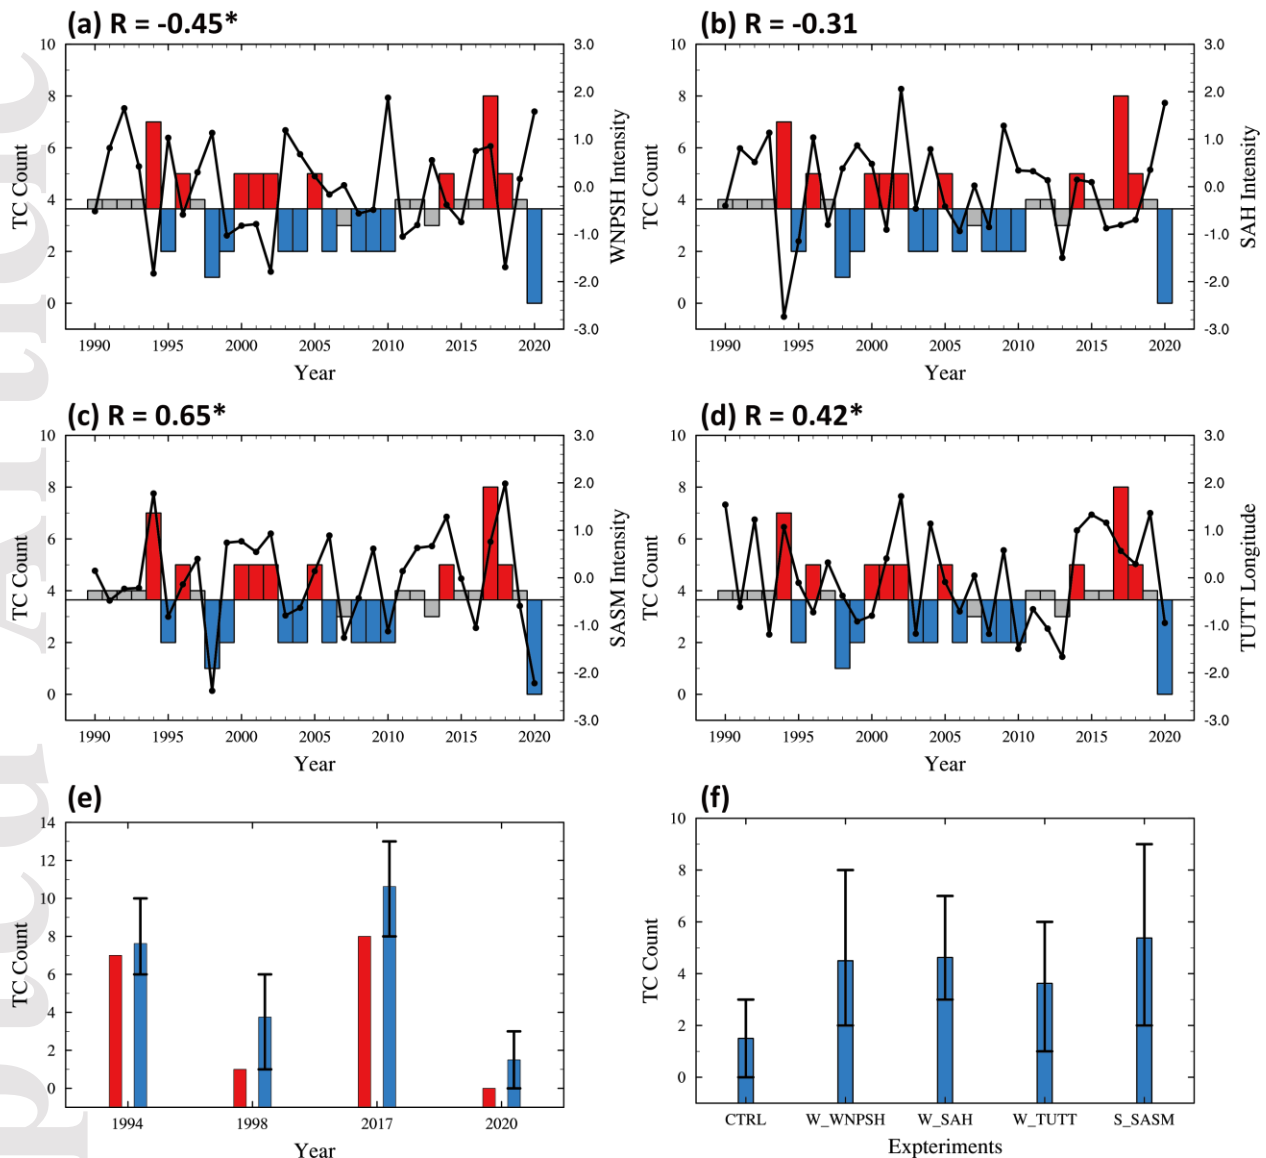 (a) R = -0.45*
(b) R = -0.31
10 8 6 4 2 0
TC Count
3.0 2.0 1.0 0.0 -1.0 -2.0 -3.0
WNPSH Intensity
1990 1995 2000 2005 2010 2015 2020
Year
10 8 6 4 2 0
TC Count
3.0 2.0 1.0 0.0 -1.0 -2.0 -3.0
SAH Intensity
1990 1995 2000 2005 2010 2015 2020
Year
(c) R = 0.65*
(d) R = 0.42*
10 8 6 4 2 0
TC Count
3.0 2.0 1.0 0.0 -1.0 -2.0 -3.0
SASM Intensity
1990 1995 2000 2005 2010 2015 2020
Year
10 8 6 4 2 0
TC Count
3.0 2.0 1.0 0.0 -1.0 -2.0 -3.0
TUTT Longitude
1990 1995 2000 2005 2010 2015 2020
Year
(e)
(f)
14 12 10 8 6 4 2 0
TC Count
1994 1998 2017 2020
Year
10 8 6 4 2 0
TC Count
CTRL W_WNPSH W_SAH W_TUTT S_SASM
Expteriments